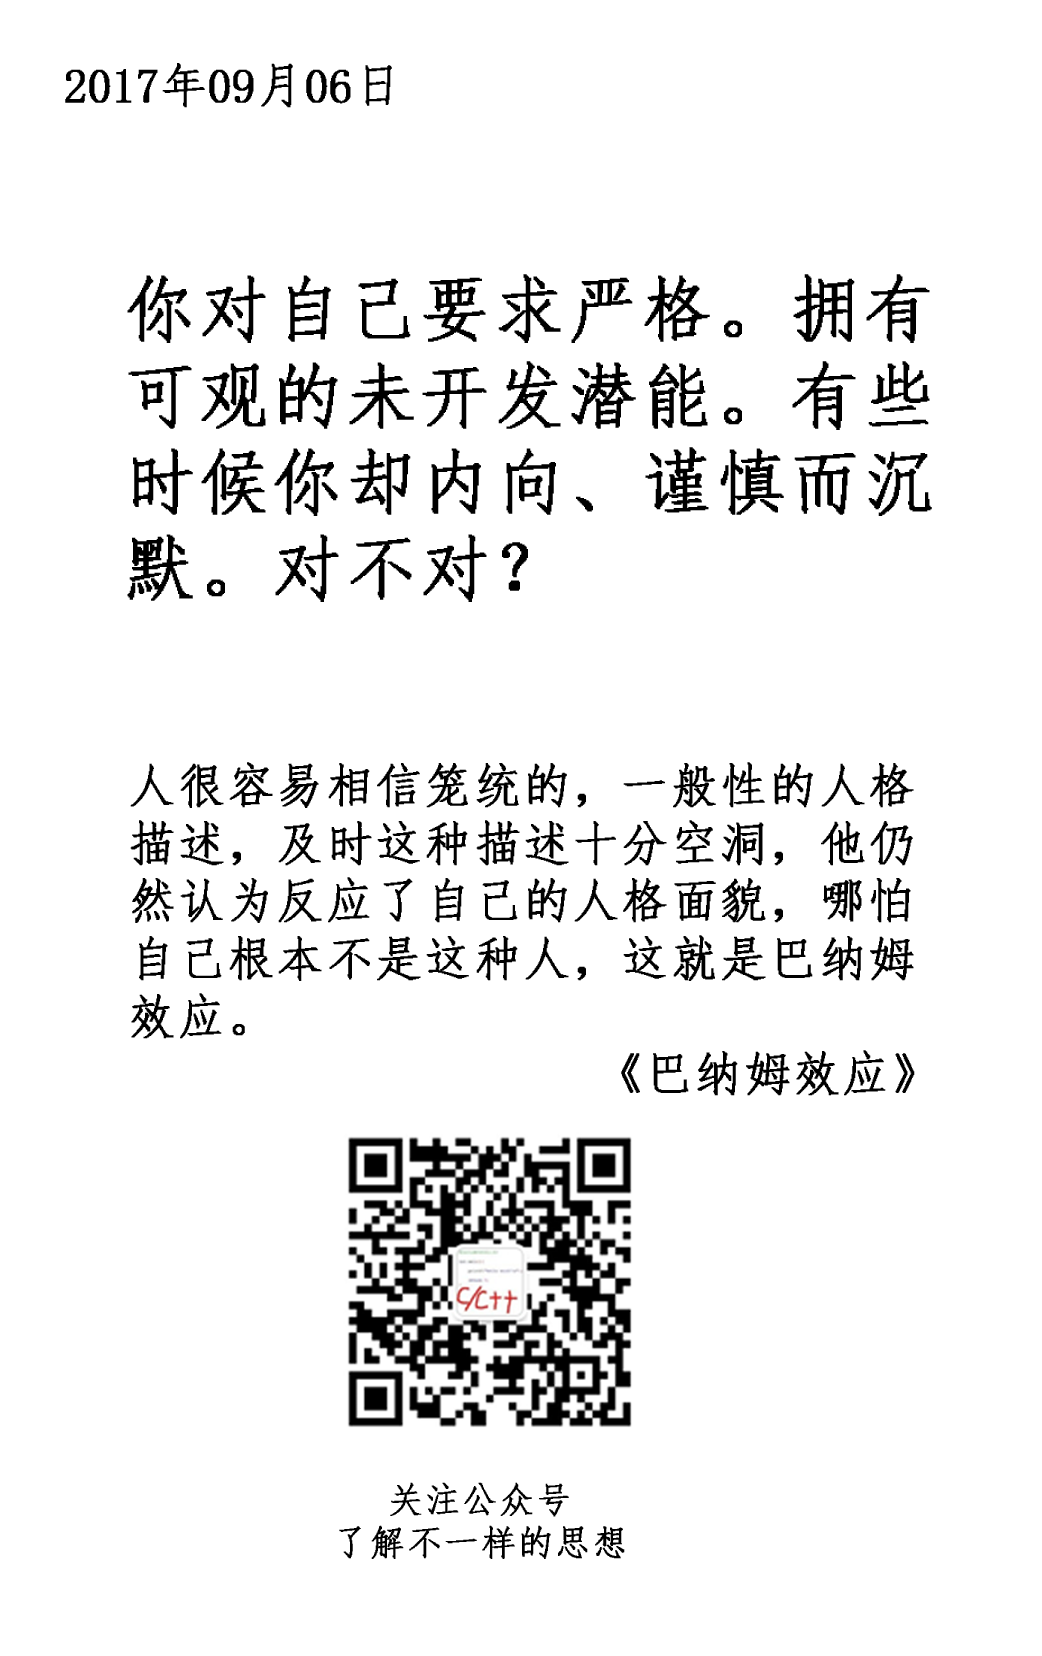 2017年09月06日
你对自己要求严格。拥有
可观的未开发潜能。有些
时候你却内向、谨慎而沉
默。对不对？
人很容易相信笼统的，一般性的人格
描述，及时这种描述十分空洞，他仍
然认为反应了自己的人格面貌，哪怕
自己根本不是这种人，这就是巴纳姆
效应。
《巴纳姆效应》
C/C++
关注公众号
了解不一样的思想